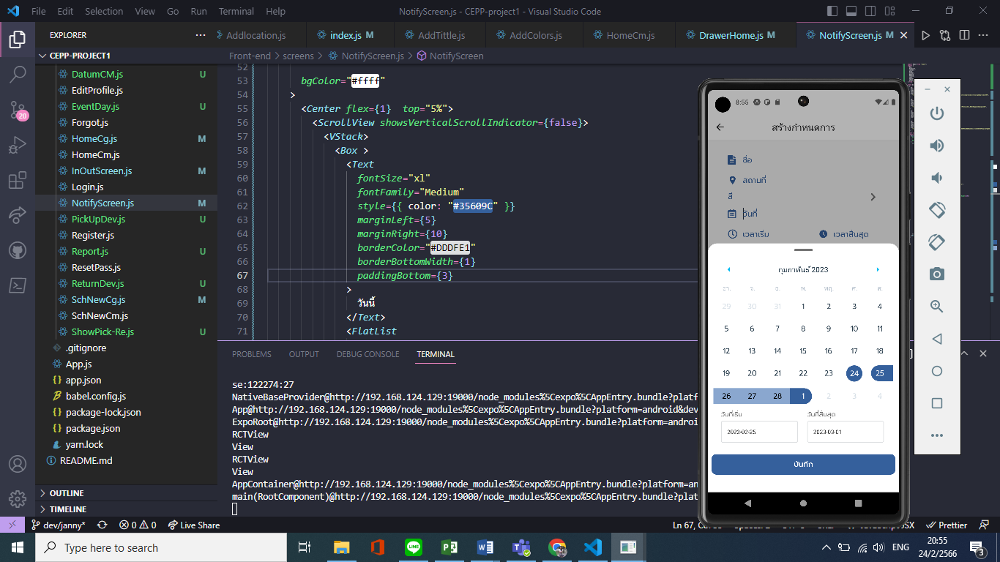 File Edit Selection View Go Run Terminal Help NotifyScreen.js - CEPP-project1 - Visual Studio Code
EXPLORER
Addlocation.js index.js M AddTittle.js AddColors.js HomeCm.js DrawerHome.js M NotifyScreen.js M
CEPP-PROJECT1
Front-end > screens > NotifyScreen.js > NotifyScreen
DatumCM.js U
EditProfile.js
EventDay.js U
Forgot.js
HomeCg.js M
HomeCm.js
InOutScreen.js M
Login.js
NotifyScreen.js M
PickUpDev.js U
Register.js
Report.js U
ResetPass.js
ReturnDev.js U
SchNewCg.js M
SchNewCm.js
ShowPick-Re.js U
.gitignore
App.js
app.json
babel.config.js
package-lock.json
package.json
yarn.lock
README.md
OUTLINE
TIMELINE
20
52
53 bgColor="#ffff"
54 >
55 <Center flex={1} top="5%">
56 <ScrollView showsVerticalScrollIndicator={false}>
57 <VStack>
58 <Box >
59 <Text
60 fontSize="xl"
61 fontFamily="Medium"
62 style={{ color: "#35609C" }}
63 marginLeft={5}
64 marginRight={10}
65 borderColor="#DDDFE1"
66 borderBottomWidth={1}
67 paddingBottom={3}
68 >
69 วันนี้
70 </Text>
71 <FlatList
PROBLEMS OUTPUT DEBUG CONSOLE TERMINAL
se:122274:27
NativeBaseProvider@http://192.168.124.129:19000/node_modules%5Cexpo%5CAppEntry.bundle?platf
App@http://192.168.124.129:19000/node_modules%5Cexpo%5CAppEntry.bundle?platform=android&dev
ExpoRoot@http://192.168.124.129:19000/node_modules%5Cexpo%5CAppEntry.bundle?platform=androi
RCTView
View
RCTView
View
AppContainer@http://192.168.124.129:19000/node_modules%5Cexpo%5CAppEntry.bundle?platform=an
main(RootComponent)@http://192.168.124.129:19000/node_modules%5Cexpo%5CAppEntry.bundle?plat
8:55
สร้างกำหนดการ
ชื่อ
สถานที่
สี
วันที่
เวลาเริ่ม เวลาสิ้นสุด
กุมภาพันธ์ 2023
อา. จ. อ. พ. พฤ. ศ. ส.
29 30 31 1 2 3 4
5 6 7 8 9 10 11
12 13 14 15 16 17 18
19 20 21 22 23 24 25
26 27 28 1 2 3 4
วันที่เริ่ม วันที่สิ้นสุด
2023-02-25 2023-03-01
บันทึก
dev/janny* 0 0 Live Share Prettier
Type here to search
ENG 20:55
24/2/2566
3